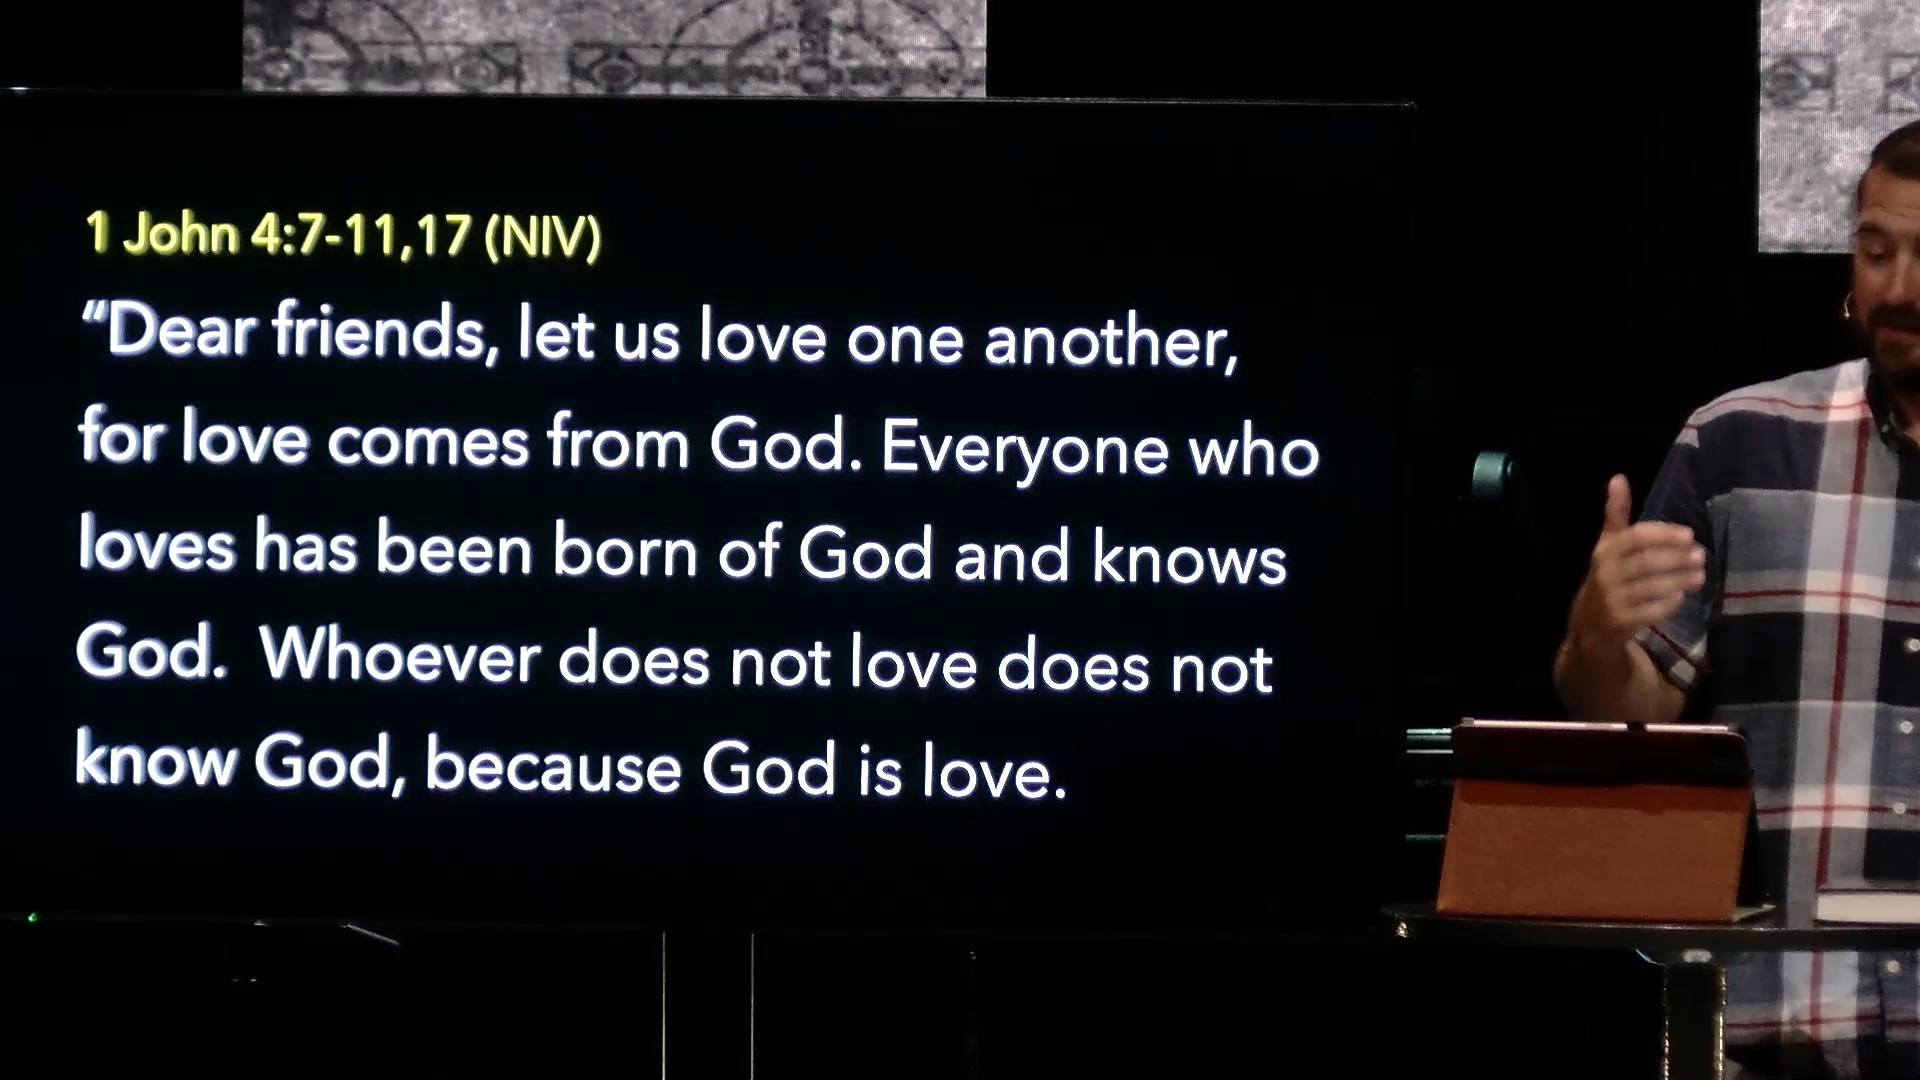 1 John 4:7-11,17 (NIV)
“Dear friends, let us love one another,
for love comes from God. Everyone who
loves has been born of God and knows
God.  Whoever does not love does not
know God, because God is love.